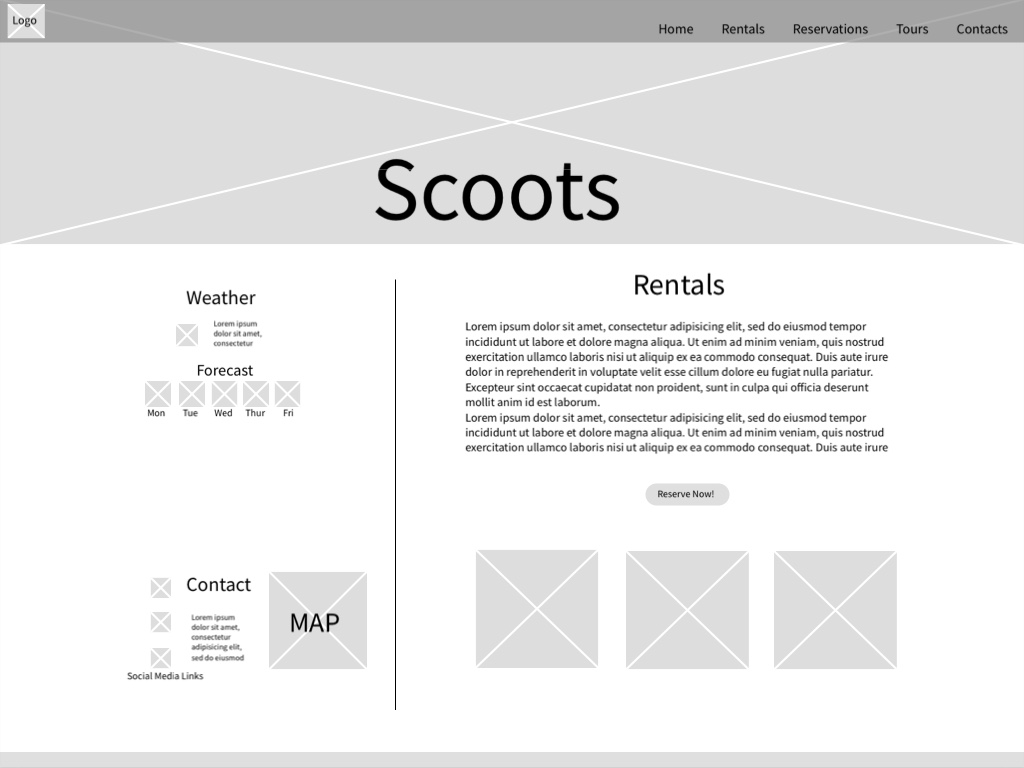 Logo
Home Rentals Reservations Tours Contacts
Scoots
Weather
Lorem ipsum
dolor sit amet,
consectetur
Forecast
Mon Tue Wed Thur Fri
Contact
Lorem ipsum
dolor sit amet,
consectetur
adipisicing elit,
sed do eiusmod
Social Media Links
MAP
Rentals
Lorem ipsum dolor sit amet, consectetur adipisicing elit, sed do eiusmod tempor
incididunt ut labore et dolore magna aliqua. Ut enim ad minim veniam, quis nostrud
exercitation ullamco laboris nisi ut aliquip ex ea commodo consequat. Duis aute irure
dolor in reprehenderit in voluptate velit esse cillum dolore eu fugiat nulla pariatur.
Excepteur sint occaecat cupidatat non proident, sunt in culpa qui officia deserunt
mollit anim id est laborum.
Lorem ipsum dolor sit amet, consectetur adipisicing elit, sed do eiusmod tempor
incididunt ut labore et dolore magna aliqua. Ut enim ad minim veniam, quis nostrud
exercitation ullamco laboris nisi ut aliquip ex ea commodo consequat. Duis aute irure
Reserve Now!